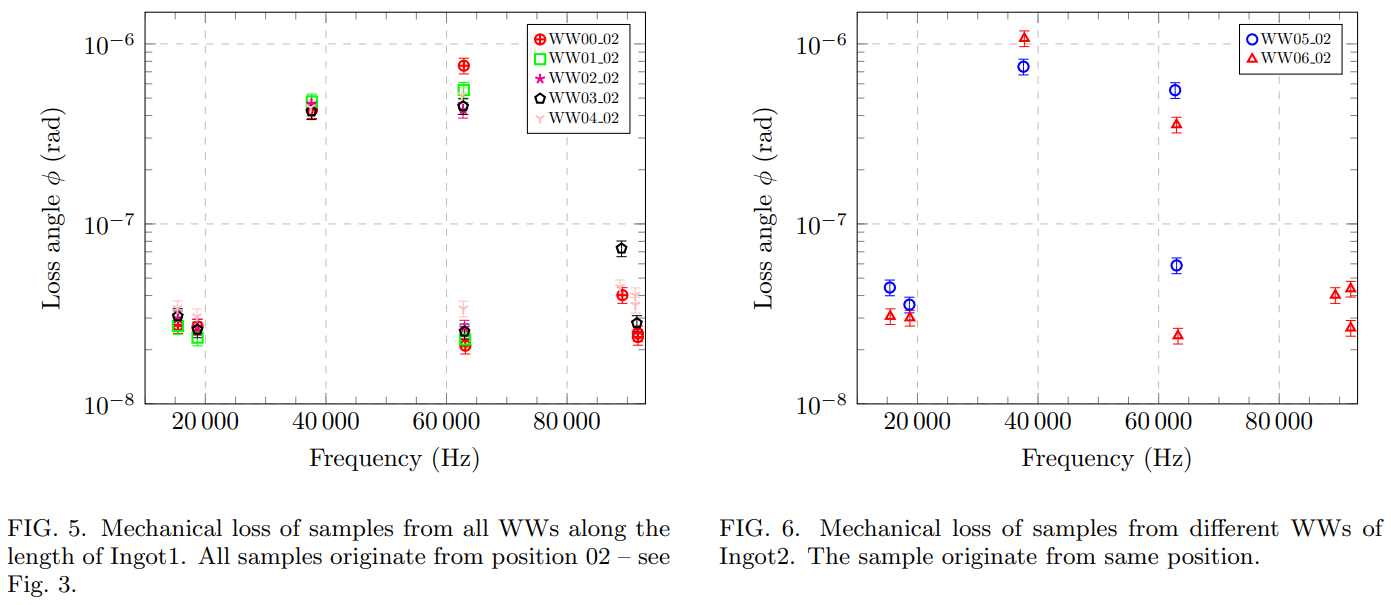 10−6
10−7
10−8
20 000
40 000
60 000
80 000
Loss angle ϕ (rad)
Frequency (Hz)
WW00_02
WW01_02
WW02_02
WW03_02
WW04_02
FIG. 5. Mechanical loss of samples from all WWs along the
length of Ingot1. All samples originate from position 02 – see
Fig. 3.
10−6
10−7
10−8
20 000
40 000
60 000
80 000
Loss angle ϕ (rad)
Frequency (Hz)
WW05_02
WW06_02
FIG. 6. Mechanical loss of samples from different WWs of
Ingot2. The sample originate from same position.